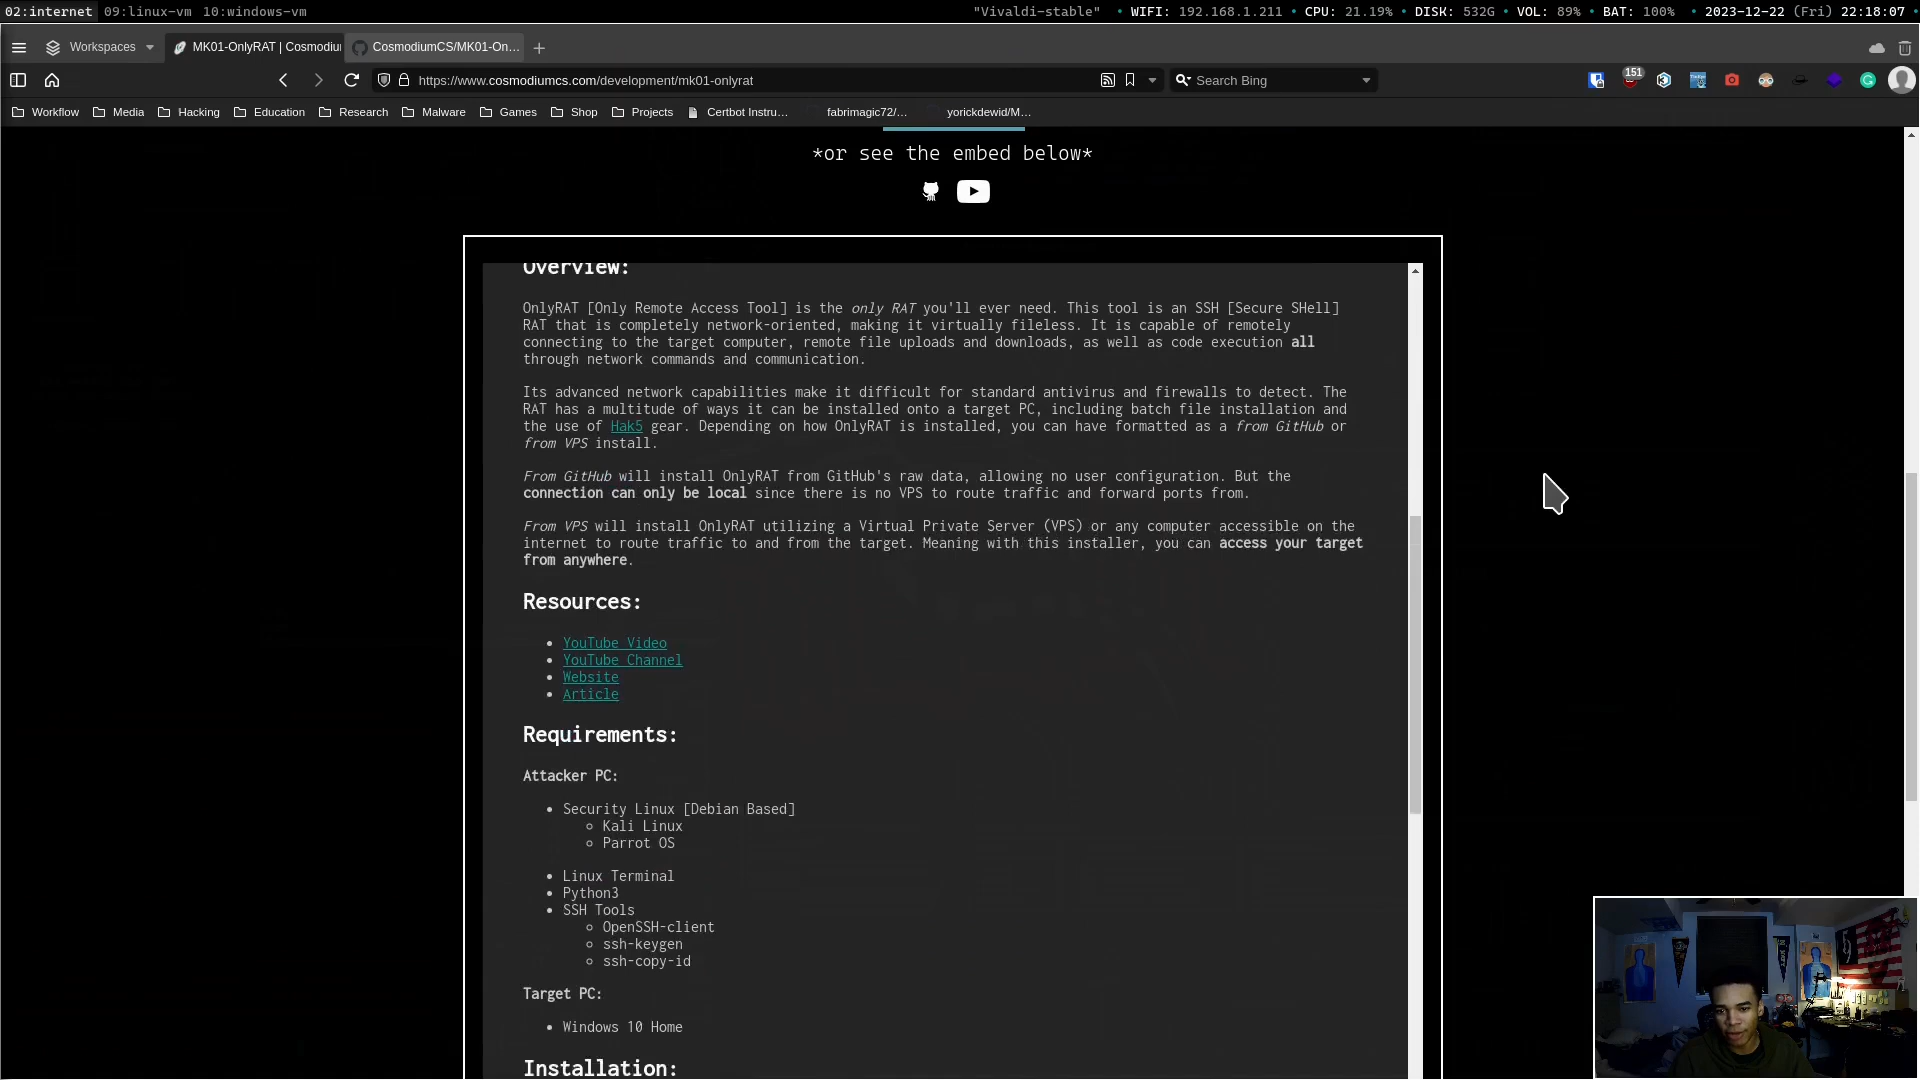 02:internet 09:linux-vm 10:windows-vm "Vivaldi-stable" • WIFI: 192.168.1.211 • CPU: 21.19% • DISK: 532G • VOL: 89% • BAT: 100% • 2023-12-22 (Fri) 22:18:07 •
Workspaces MK01-OnlyRAT | Cosmodiu CosmodiumCS/MK01-On...
https://www.cosmodiumcs.com/development/mk01-onlyrat Search Bing 151
Workflow Media Hacking Education Research Malware Games Shop Projects Certbot Instru... fabrimagic72/... yorickdewid/M...
*or see the embed below*
Overview:
OnlyRAT [Only Remote Access Tool] is the only RAT you'll ever need. This tool is an SSH [Secure SHell]
RAT that is completely network-oriented, making it virtually fileless. It is capable of remotely
connecting to the target computer, remote file uploads and downloads, as well as code execution all
through network commands and communication.
Its advanced network capabilities make it difficult for standard antivirus and firewalls to detect. The
RAT has a multitude of ways it can be installed onto a target PC, including batch file installation and
the use of Hak5 gear. Depending on how OnlyRAT is installed, you can have formatted as a from GitHub or
from VPS install.
From GitHub will install OnlyRAT from GitHub's raw data, allowing no user configuration. But the
connection can only be local since there is no VPS to route traffic and forward ports from.
From VPS will install OnlyRAT utilizing a Virtual Private Server (VPS) or any computer accessible on the
internet to route traffic to and from the target. Meaning with this installer, you can access your target
from anywhere.
Resources:
• YouTube Video
• YouTube Channel
• Website
• Article
Requirements:
Attacker PC:
• Security Linux [Debian Based]
◦ Kali Linux
◦ Parrot OS
• Linux Terminal
• Python3
• SSH Tools
◦ OpenSSH-client
◦ ssh-keygen
◦ ssh-copy-id
Target PC:
• Windows 10 Home
Installation: